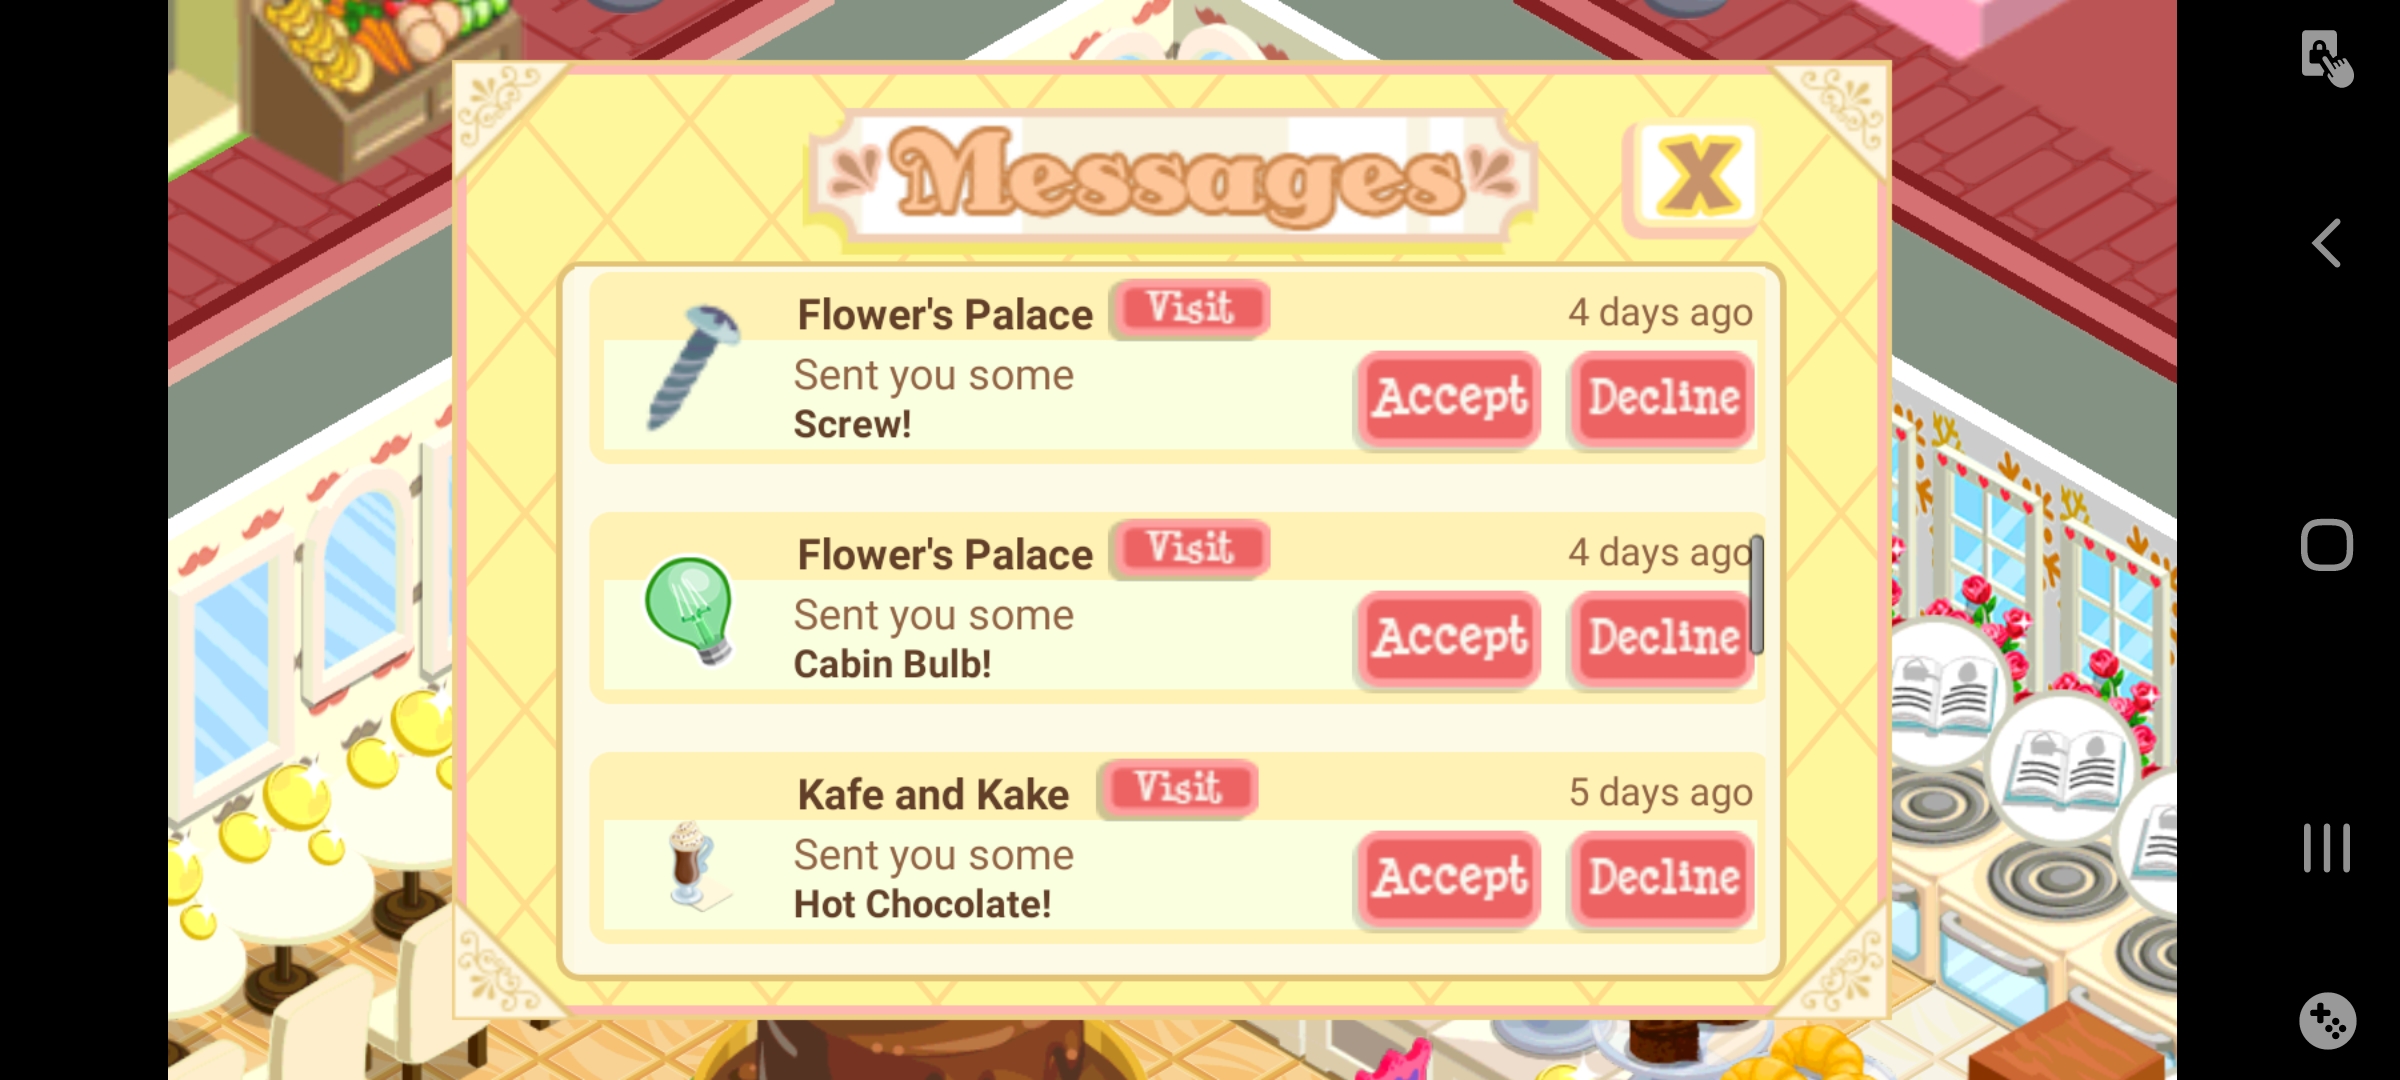 Messages
X
Flower's Palace Visit 4 days ago
Sent you some
Screw!
Accept Decline
Flower's Palace Visit 4 days ago
Sent you some
Cabin Bulb!
Accept Decline
Kafe and Kake Visit 5 days ago
Sent you some
Hot Chocolate!
Accept Decline